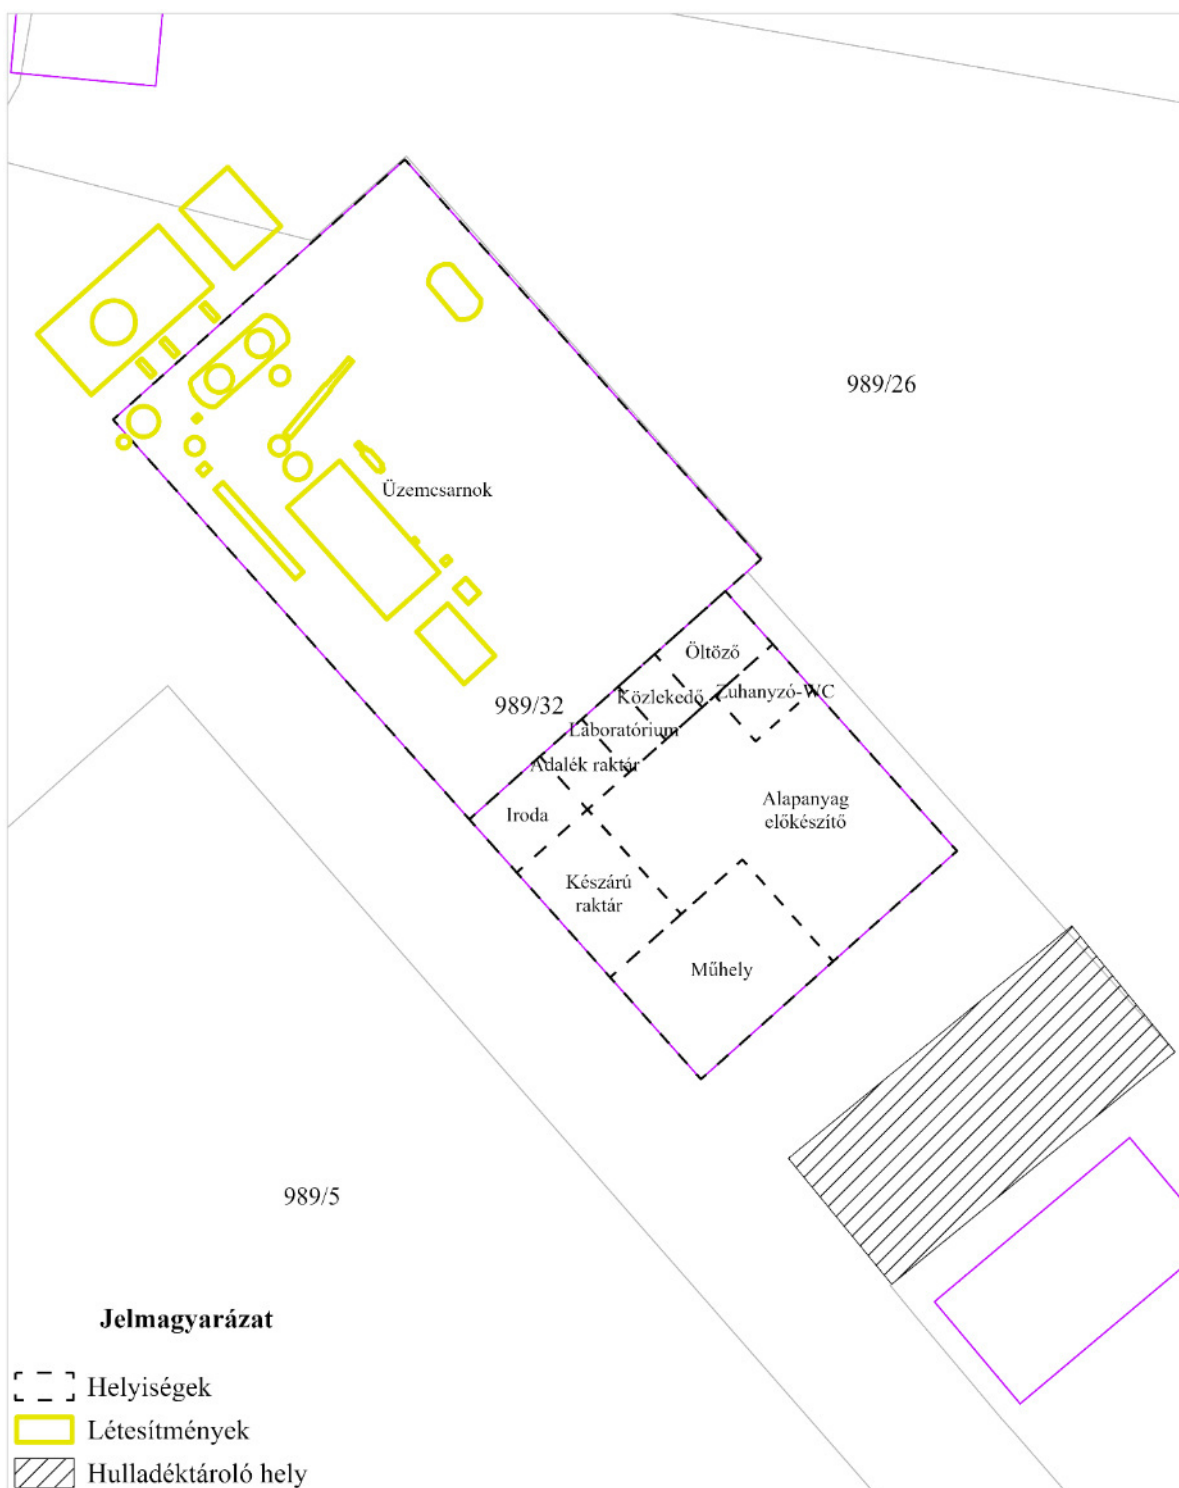 989/26
Üzemcsarnok
Öltöző
Zuhanyzó-WC
Közlekedő
989/32
Laboratórium
Adalék raktár
Iroda
Alapanyag
előkészítő
Készárú
raktár
Műhely
989/5
Jelmagyarázat
Helyiségek
Létesítmények
Hulladéktároló hely